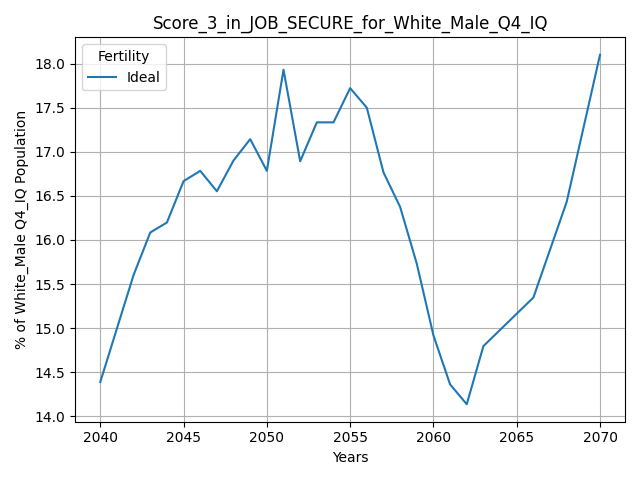 Score_3_in_JOB_SECURE_for_White_Male_Q4_IQ
Fertility
Ideal
% of White_Male Q4_IQ Population
18.0
17.5
17.0
16.5
16.0
15.5
15.0
14.5
14.0
2040 2045 2050 2055 2060 2065 2070
Years